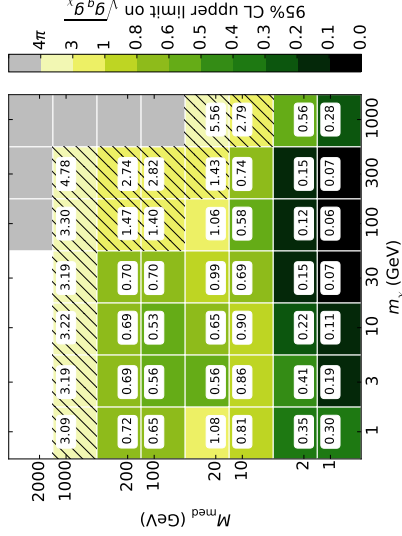 M_med (GeV)
2000
1000
200
100
20
10
2
1
3.09 3.19 3.22 3.19 3.30 4.78
0.72 0.69 0.69 0.70 1.47 2.74
0.65 0.56 0.53 0.70 1.40 2.82
1.08 0.56 0.65 0.99 1.06 1.43 5.56
0.81 0.86 0.90 0.69 0.58 0.74 2.79
0.35 0.41 0.22 0.15 0.12 0.15 0.56
0.30 0.19 0.11 0.07 0.06 0.07 0.28
1 3 10 30 100 300 1000
m_χ (GeV)
4π
3
1
0.8
0.6
0.5
0.4
0.3
0.2
0.1
0.0
95% CL upper limit on √g_q g_χ